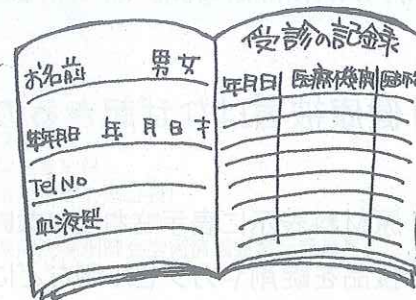 お名前 男 女
生年月日 年 月 日 才
Tel No
血液型
受診の記録
年月日 医療機関